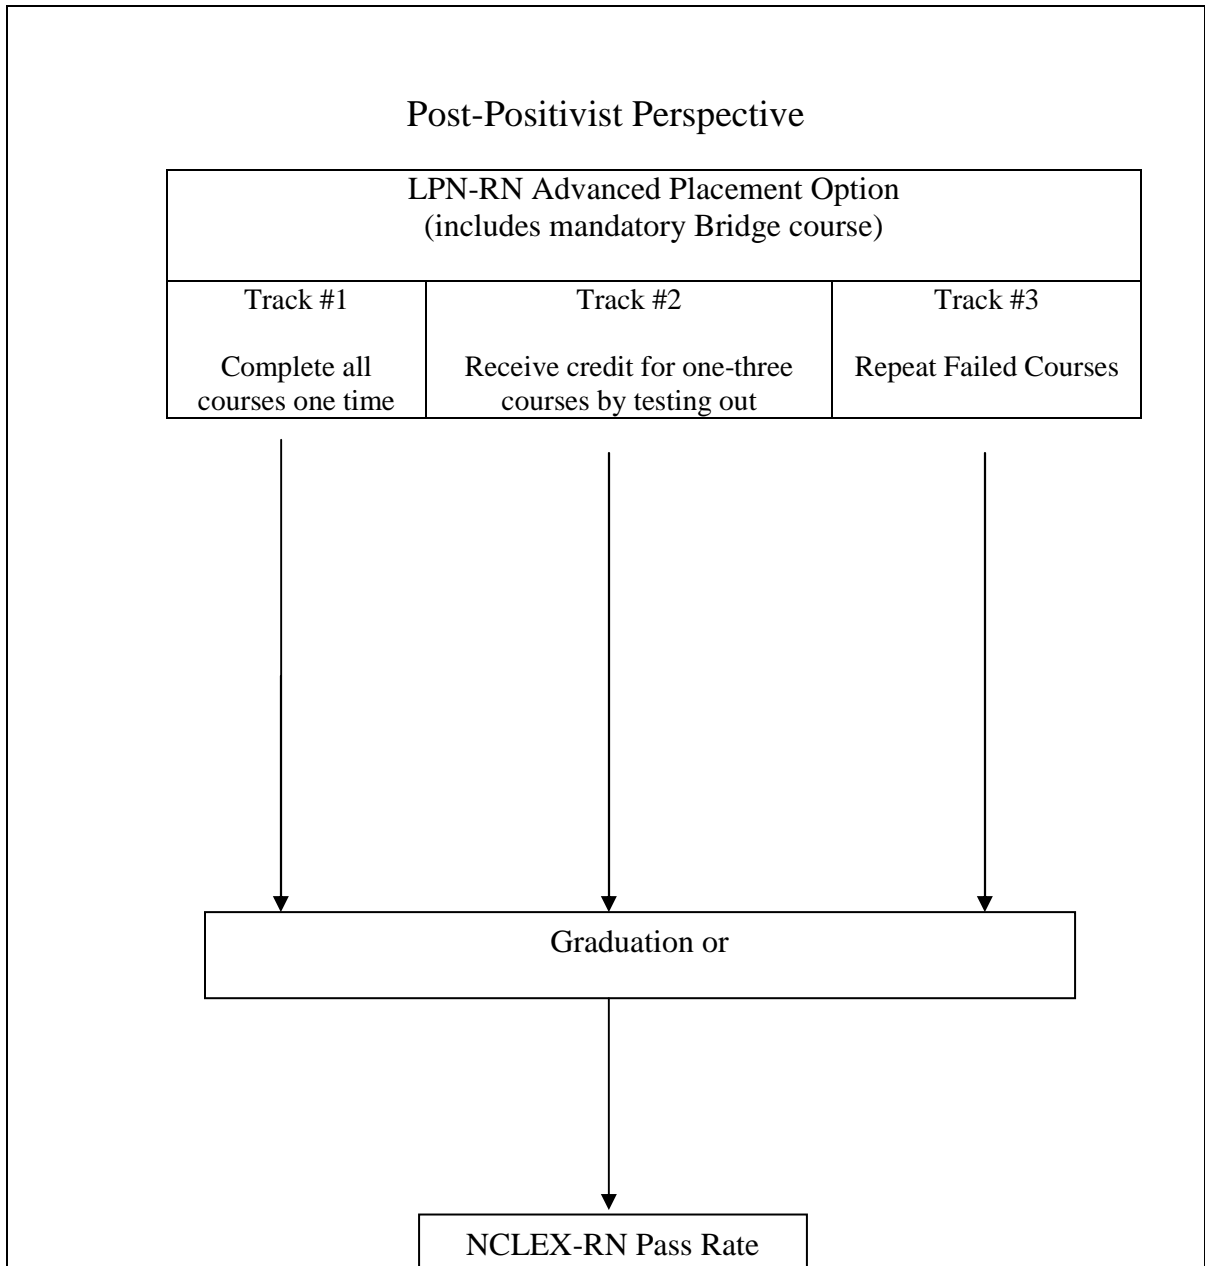 Post-Positivist Perspective
LPN-RN Advanced Placement Option
(includes mandatory Bridge course)
Track #1
Complete all
courses one time
Track #2
Receive credit for one-three
courses by testing out
Track #3
Repeat Failed Courses
Graduation or
NCLEX-RN Pass Rate